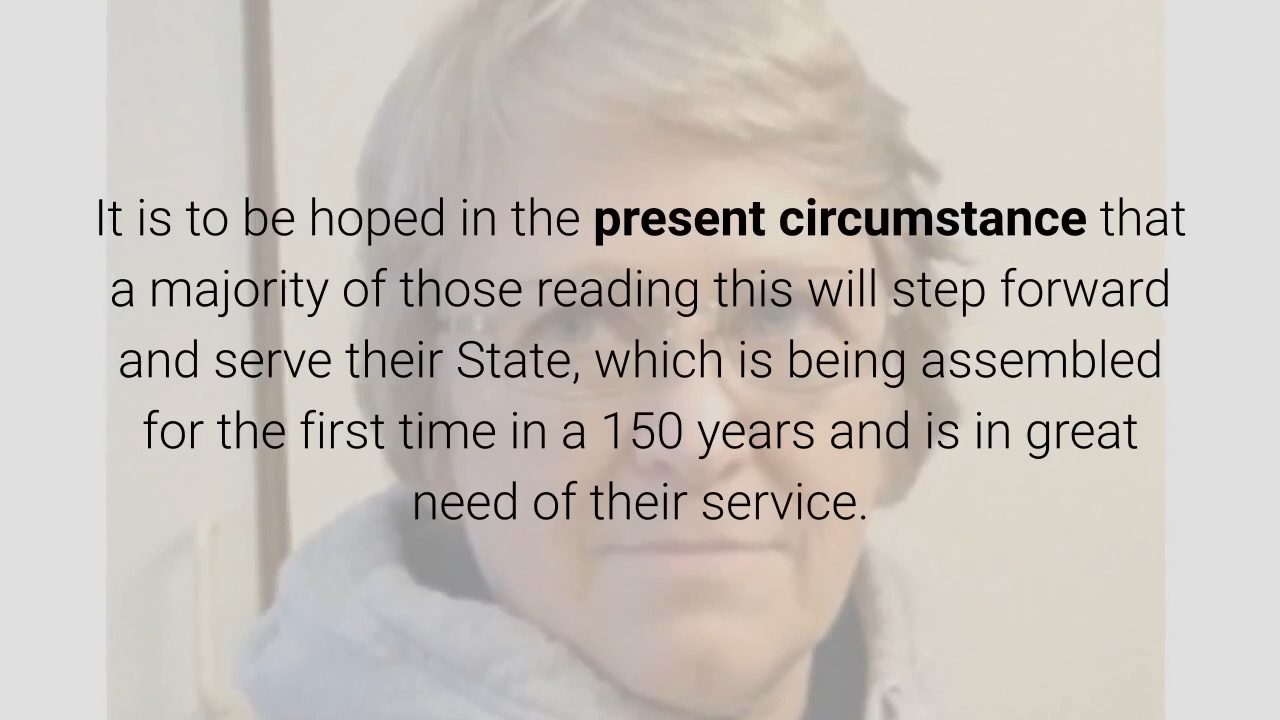 It is to be hoped in the present circumstance that
a majority of those reading this will step forward
and serve their State, which is being assembled
for the first time in a 150 years and is in great
need of their service.